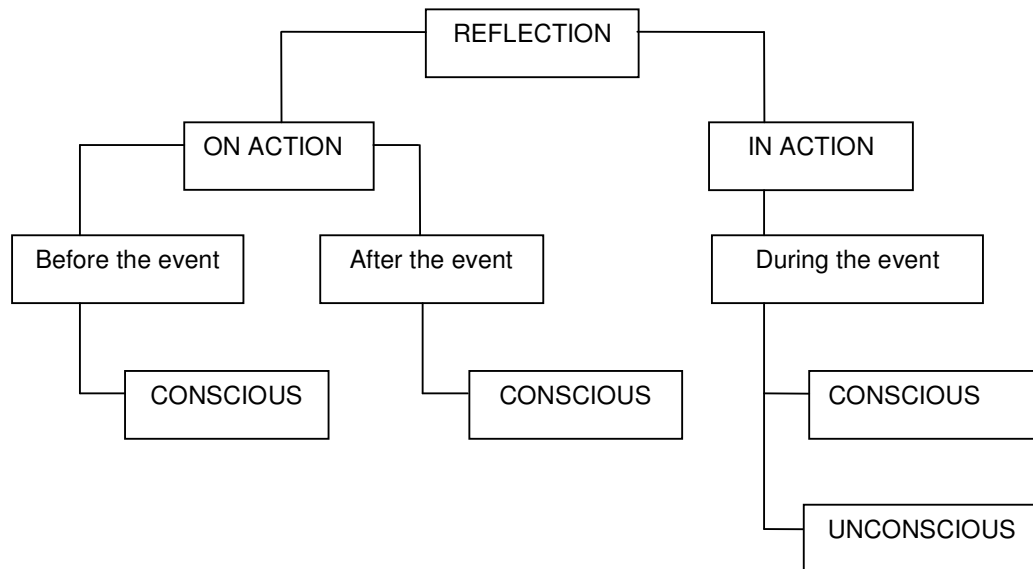 REFLECTION
ON ACTION
IN ACTION
Before the event
After the event
During the event
CONSCIOUS
CONSCIOUS
CONSCIOUS
UNCONSCIOUS